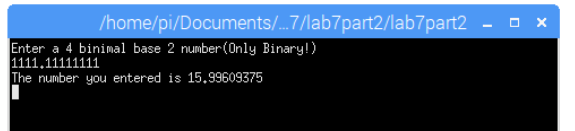 /home/pi/Documents/...7/lab7part2/lab7part2
Enter a 4 binimal base 2 number(Only Binary!)
1111.11111111
The number you entered is 15.99609375